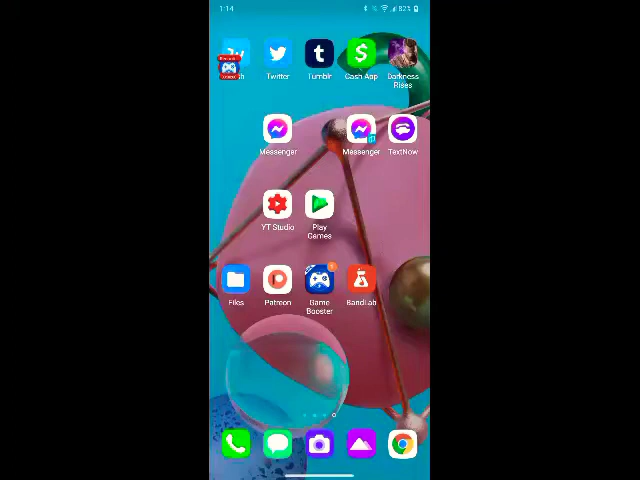 1:14
82%
Twitter
Tumblr
Cash App
Darkness
Rises
Messenger
Messenger
TextNow
YT Studio
Play
Games
Files
Patreon
Game
Booster
BandLab